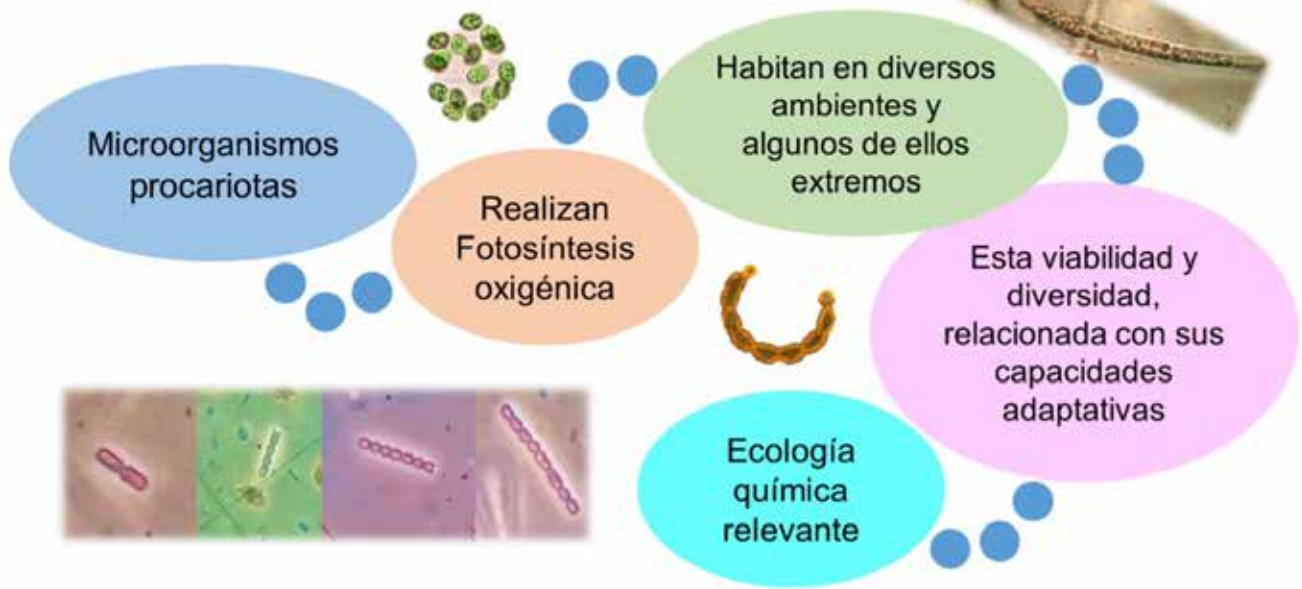 Microorganismos
procariotas
Realizan
Fotosíntesis
oxigénica
Habitan en diversos
ambientes y
algunos de ellos
extremos
Esta viabilidad y
diversidad,
relacionada con sus
capacidades
adaptativas
Ecología
química
relevante